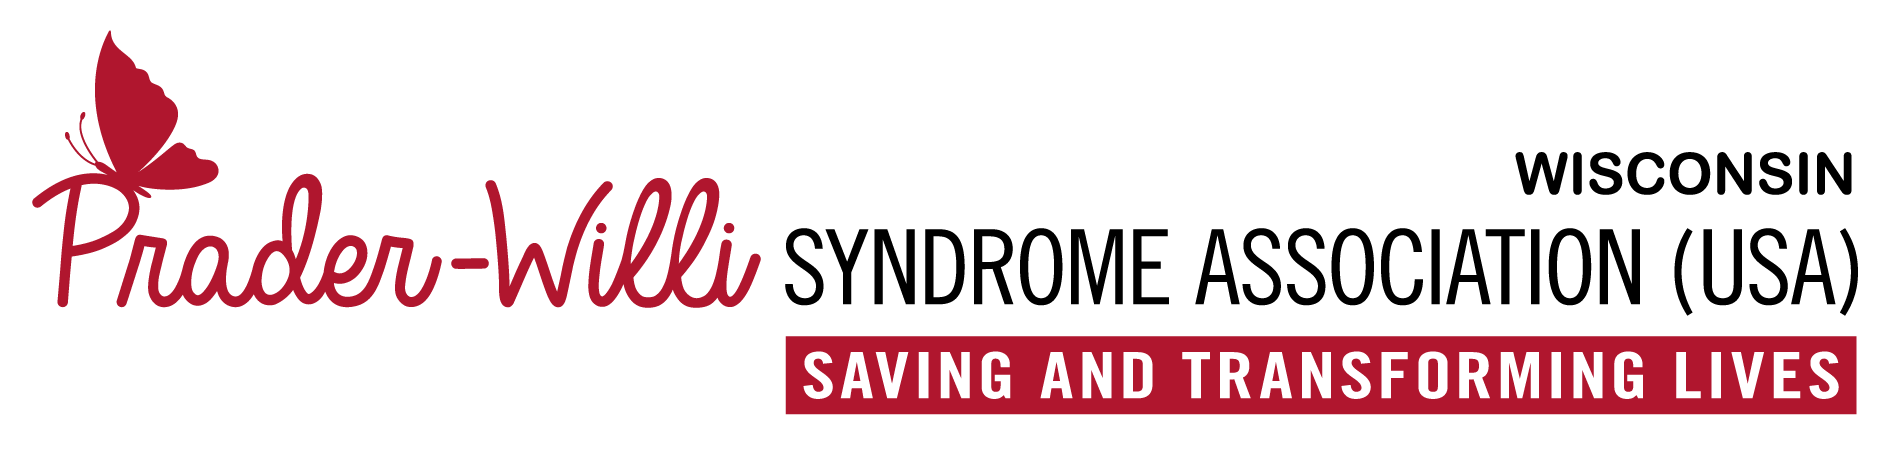 WISCONSIN
Prader-Willi SYNDROME ASSOCIATION (USA)
SAVING AND TRANSFORMING LIVES